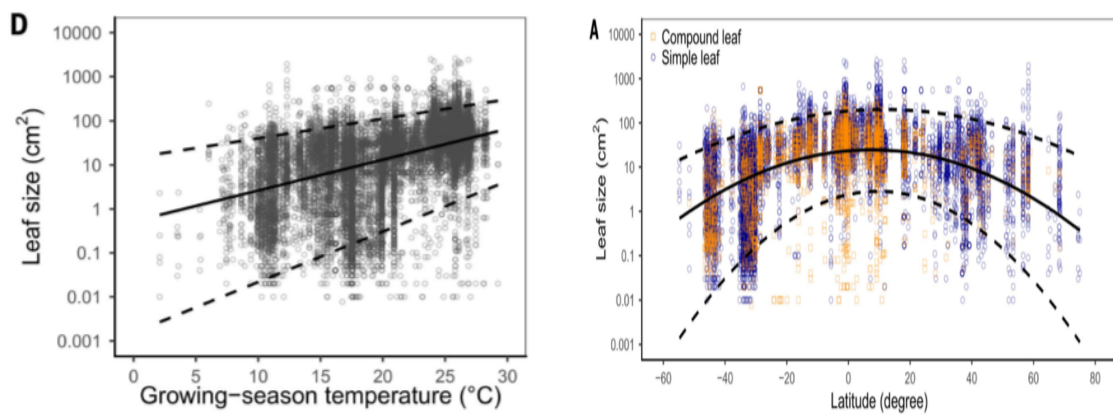 D
10000
1000
100
10
1
0.1
0.01
0.001
Leaf size (cm²)
0 5 10 15 20 25 30
Growing−season temperature (°C)
A
Compound leaf
Simple leaf
10000
1000
100
10
1
0.1
0.01
0.001
Leaf size (cm²)
−60 −40 −20 0 20 40 60 80
Latitude (degree)